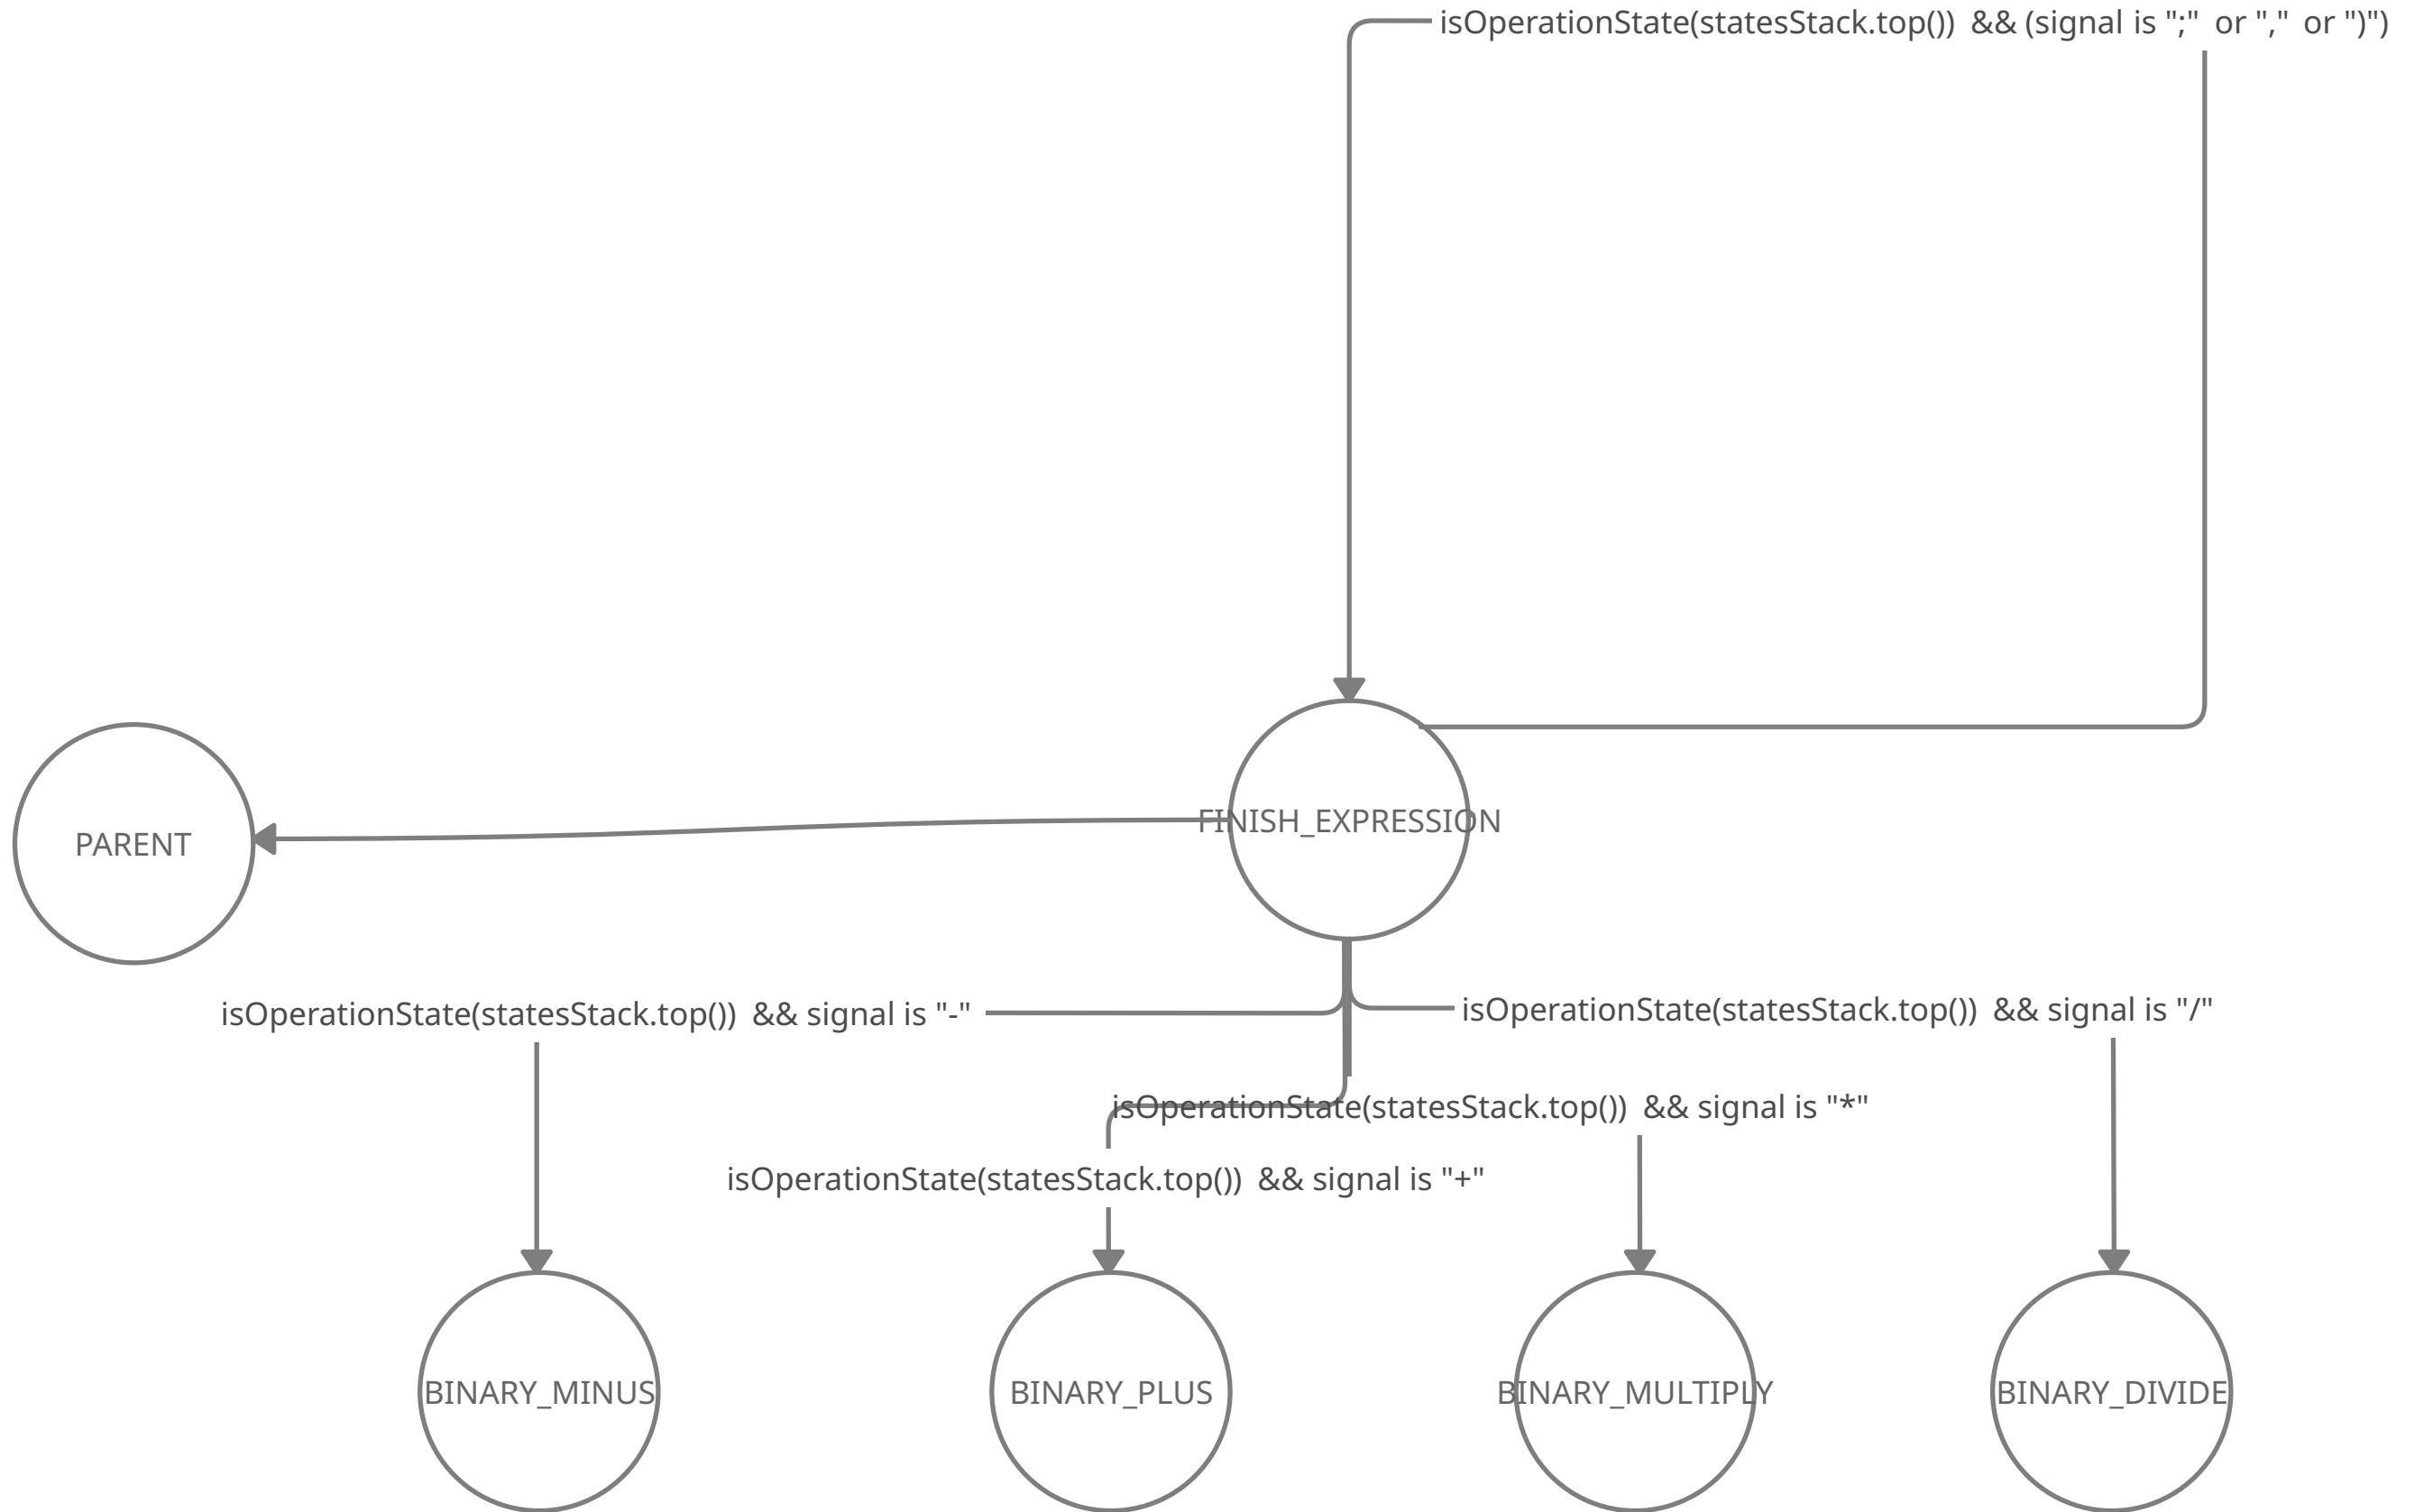 isOperationState(statesStack.top()) && (signal is ";" or "," or ")")
FINISH_EXPRESSION
PARENT
isOperationState(statesStack.top()) && signal is "-"
isOperationState(statesStack.top()) && signal is "/"
isOperationState(statesStack.top()) && signal is "*"
isOperationState(statesStack.top()) && signal is "+"
BINARY_MINUS
BINARY_PLUS
BINARY_MULTIPLY
BINARY_DIVIDE